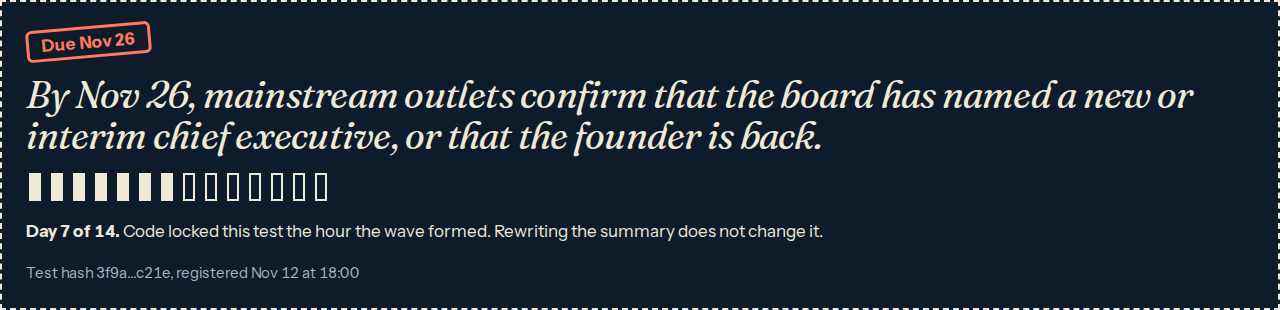 Due Nov 26
By Nov 26, mainstream outlets confirm that the board has named a new or
interim chief executive, or that the founder is back.
Day 7 of 14. Code locked this test the hour the wave formed. Rewriting the summary does not change it.
Test hash 3f9a…c21e, registered Nov 12 at 18:00